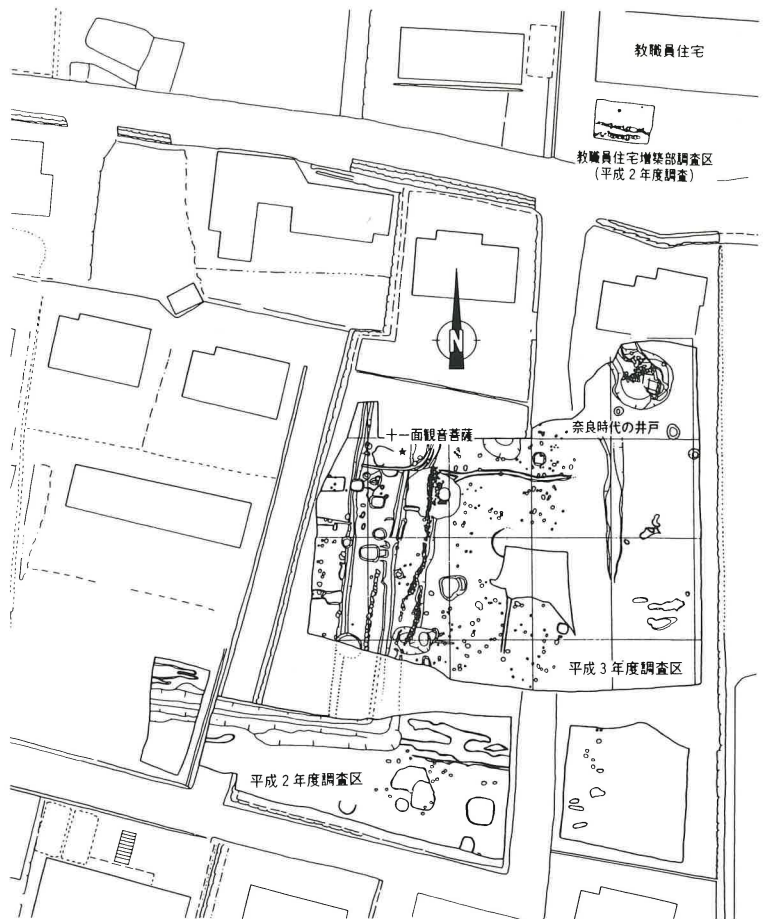 教職員住宅
教職員住宅増築部調査区
(平成2年度調査)
N
十一面観音菩薩
奈良時代の井戸
平成3年度調査区
平成2年度調査区